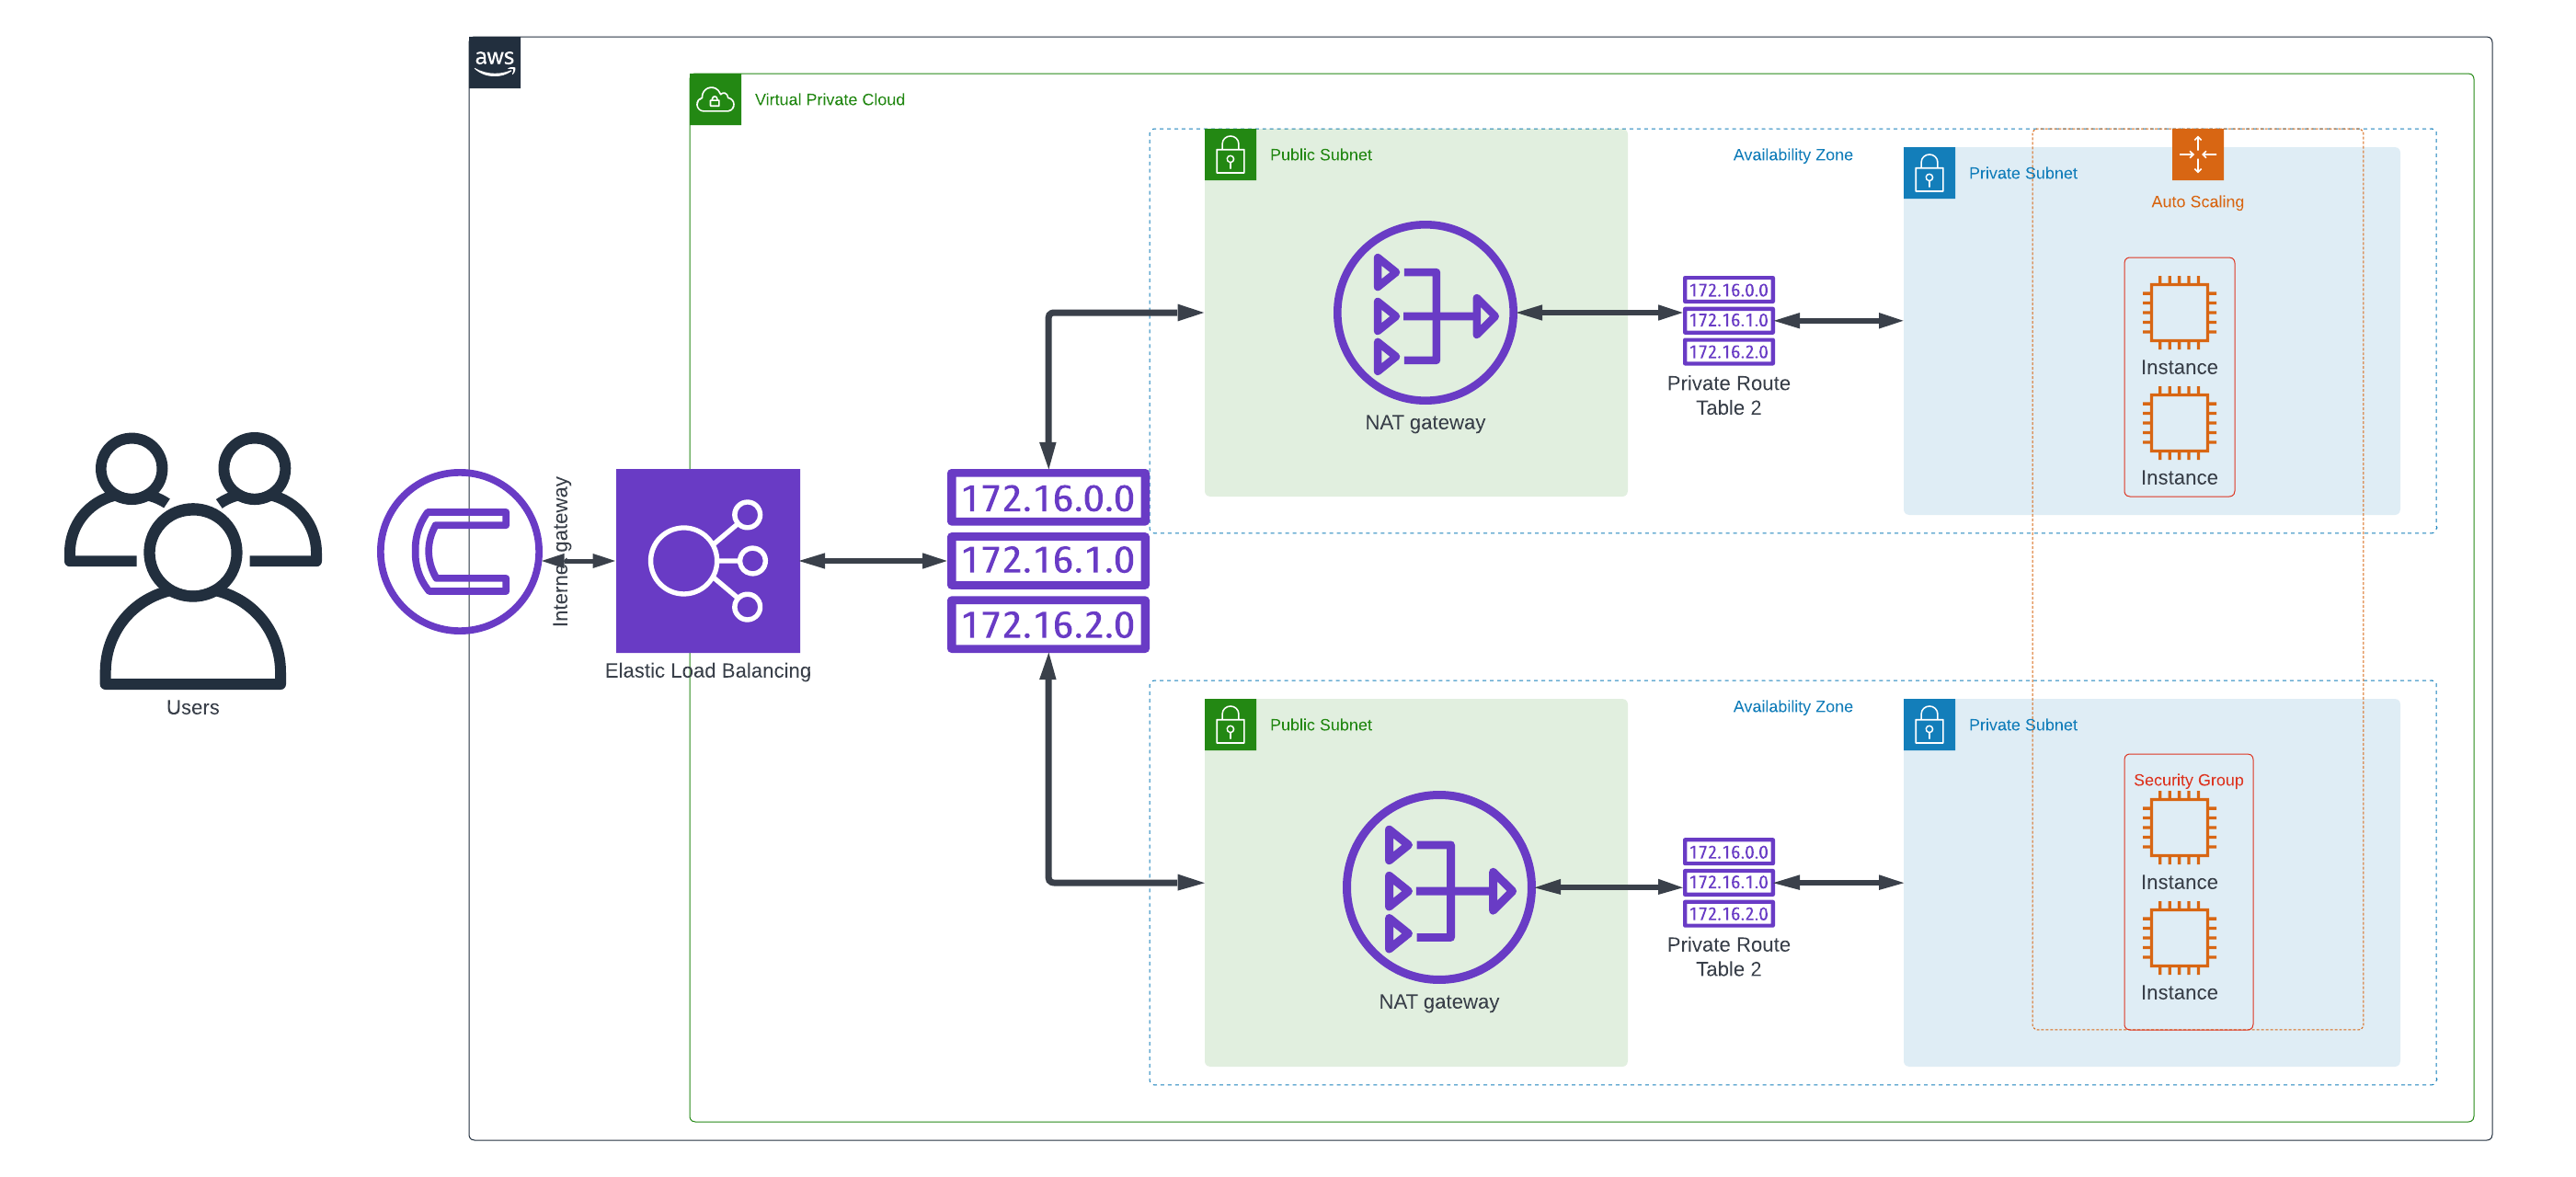 aws
Virtual Private Cloud
Public Subnet
Availability Zone
Private Subnet
Auto Scaling
172.16.0.0
172.16.1.0
172.16.2.0
Private Route
Table 2
NAT gateway
Instance
Instance
Users
Internet gateway
Elastic Load Balancing
172.16.0.0
172.16.1.0
172.16.2.0
Public Subnet
Availability Zone
Private Subnet
Security Group
172.16.0.0
172.16.1.0
172.16.2.0
Private Route
Table 2
NAT gateway
Instance
Instance